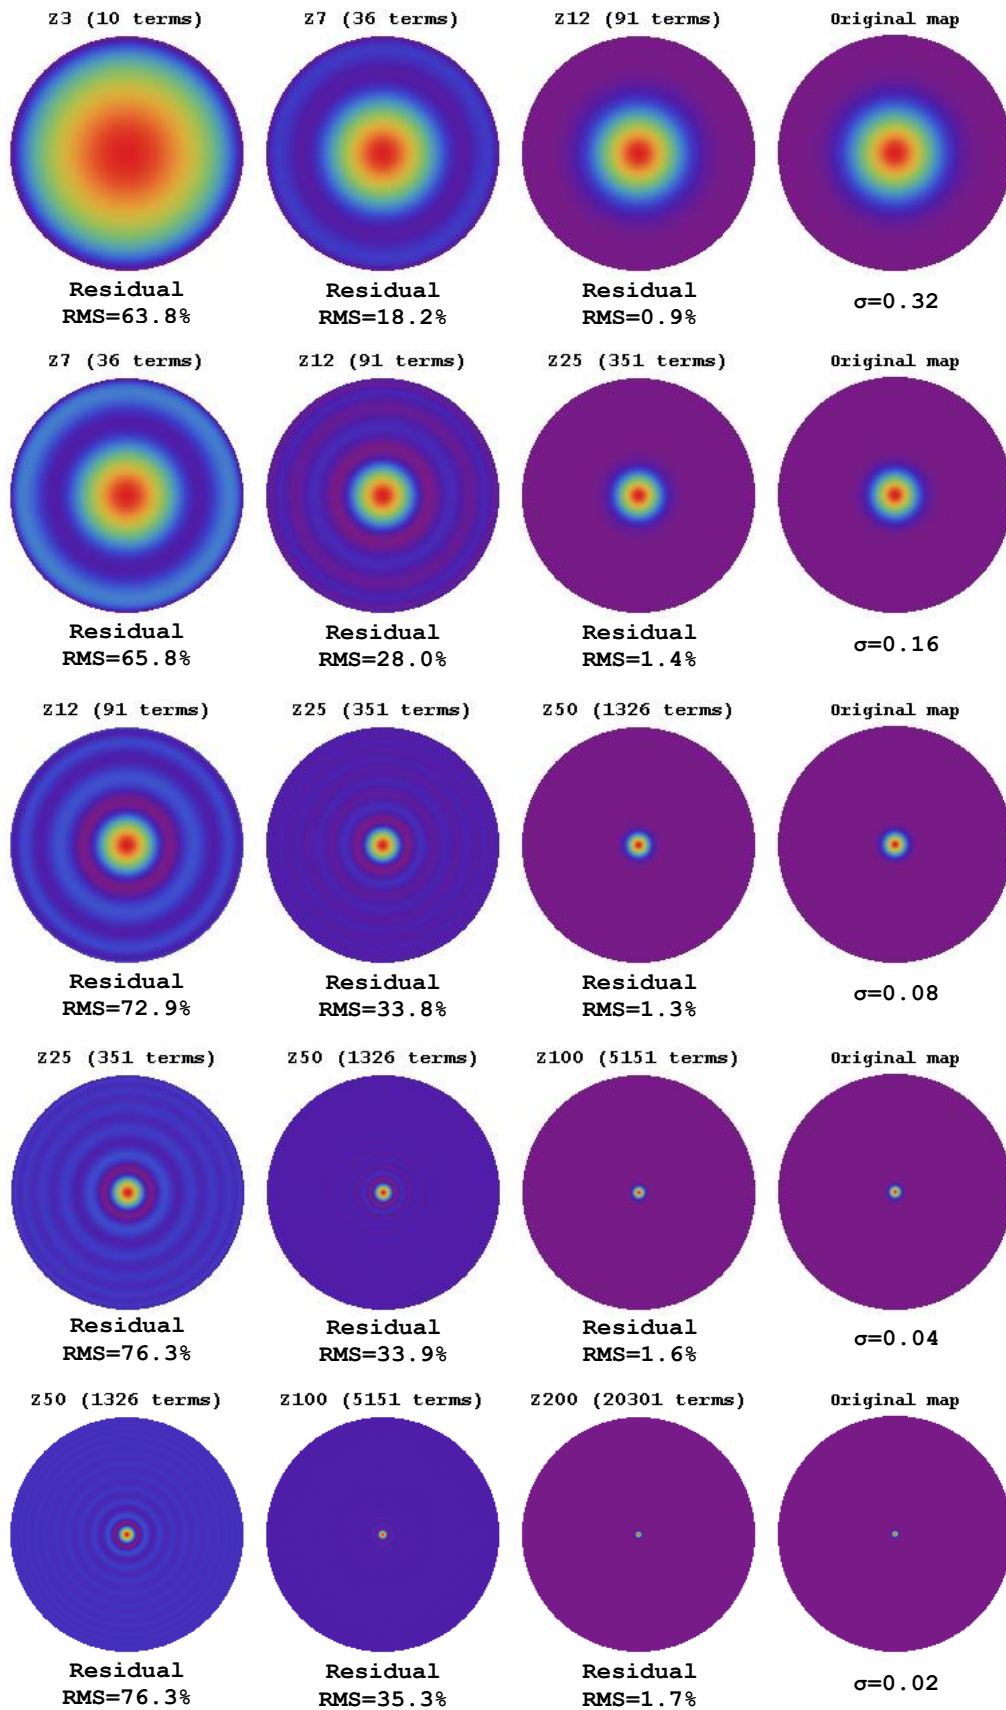 Z3 (10 terms) Z7 (36 terms) Z12 (91 terms) Original map
Residual Residual Residual
RMS=63.8% RMS=18.2% RMS=0.9% σ=0.32
Z7 (36 terms) Z12 (91 terms) Z25 (351 terms) Original map
Residual Residual Residual
RMS=65.8% RMS=28.0% RMS=1.4% σ=0.16
Z12 (91 terms) Z25 (351 terms) Z50 (1326 terms) Original map
Residual Residual Residual
RMS=72.9% RMS=33.8% RMS=1.3% σ=0.08
Z25 (351 terms) Z50 (1326 terms) Z100 (5151 terms) Original map
Residual Residual Residual
RMS=76.3% RMS=33.9% RMS=1.6% σ=0.04
Z50 (1326 terms) Z100 (5151 terms) Z200 (20301 terms) Original map
Residual Residual Residual
RMS=76.3% RMS=35.3% RMS=1.7% σ=0.02